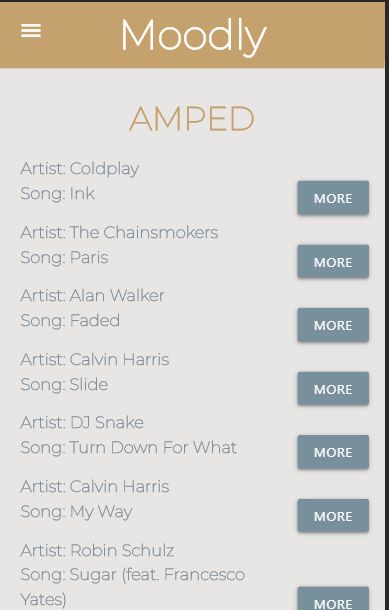 Moodly
AMPED
Artist: Coldplay
Song: Ink
MORE
Artist: The Chainsmokers
Song: Paris
MORE
Artist: Alan Walker
Song: Faded
MORE
Artist: Calvin Harris
Song: Slide
MORE
Artist: DJ Snake
Song: Turn Down For What
MORE
Artist: Calvin Harris
Song: My Way
MORE
Artist: Robin Schulz
Song: Sugar (feat. Francesco
Yates)
MORE